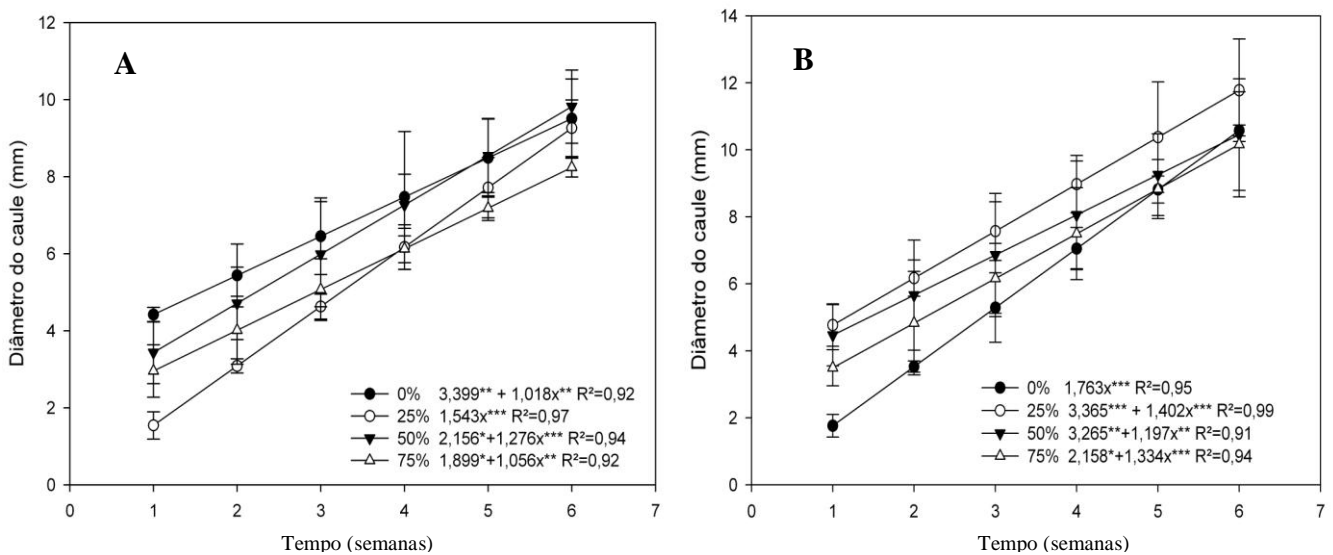 A
Diâmetro do caule (mm)
12
10
8
6
4
2
0
0% 3,399** + 1,018x** R²=0,92
25% 1,543x*** R²=0,97
50% 2,156*+1,276x*** R²=0,94
75% 1,899*+1,056x** R²=0,92
0 1 2 3 4 5 6 7
Tempo (semanas)
B
Diâmetro do caule (mm)
14
12
10
8
6
4
2
0
0% 1,763x*** R²=0,95
25% 3,365*** + 1,402x*** R²=0,99
50% 3,265**+1,197x** R²=0,91
75% 2,158*+1,334x*** R²=0,94
0 1 2 3 4 5 6 7
Tempo (semanas)